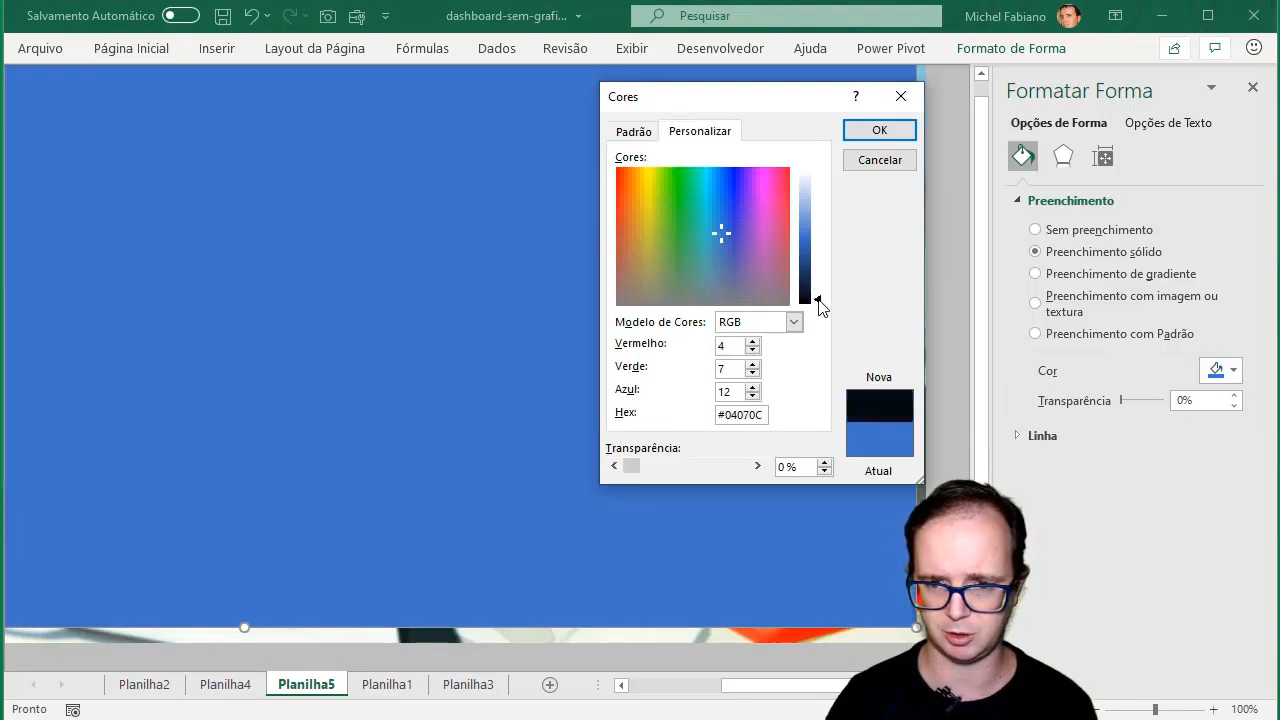 Salvamento Automático
dashboard-sem-grafi...
Pesquisar
Michel Fabiano
Arquivo Página Inicial Inserir Layout da Página Fórmulas Dados Revisão Exibir Desenvolvedor Ajuda Power Pivot Formato de Forma
Cores ?
Padrão Personalizar
OK
Cancelar
Cores:
Modelo de Cores: RGB
Vermelho: 4
Verde: 7
Azul: 12
Hex: #04070C
Transparência:
0 %
Nova
Atual
Formatar Forma
Opções de Forma Opções de Texto
Preenchimento
Sem preenchimento
Preenchimento sólido
Preenchimento de gradiente
Preenchimento com imagem ou
textura
Preenchimento com Padrão
Cor
Transparência 0%
Linha
Planilha2 Planilha4 Planilha5 Planilha1 Planilha3
Pronto
100%